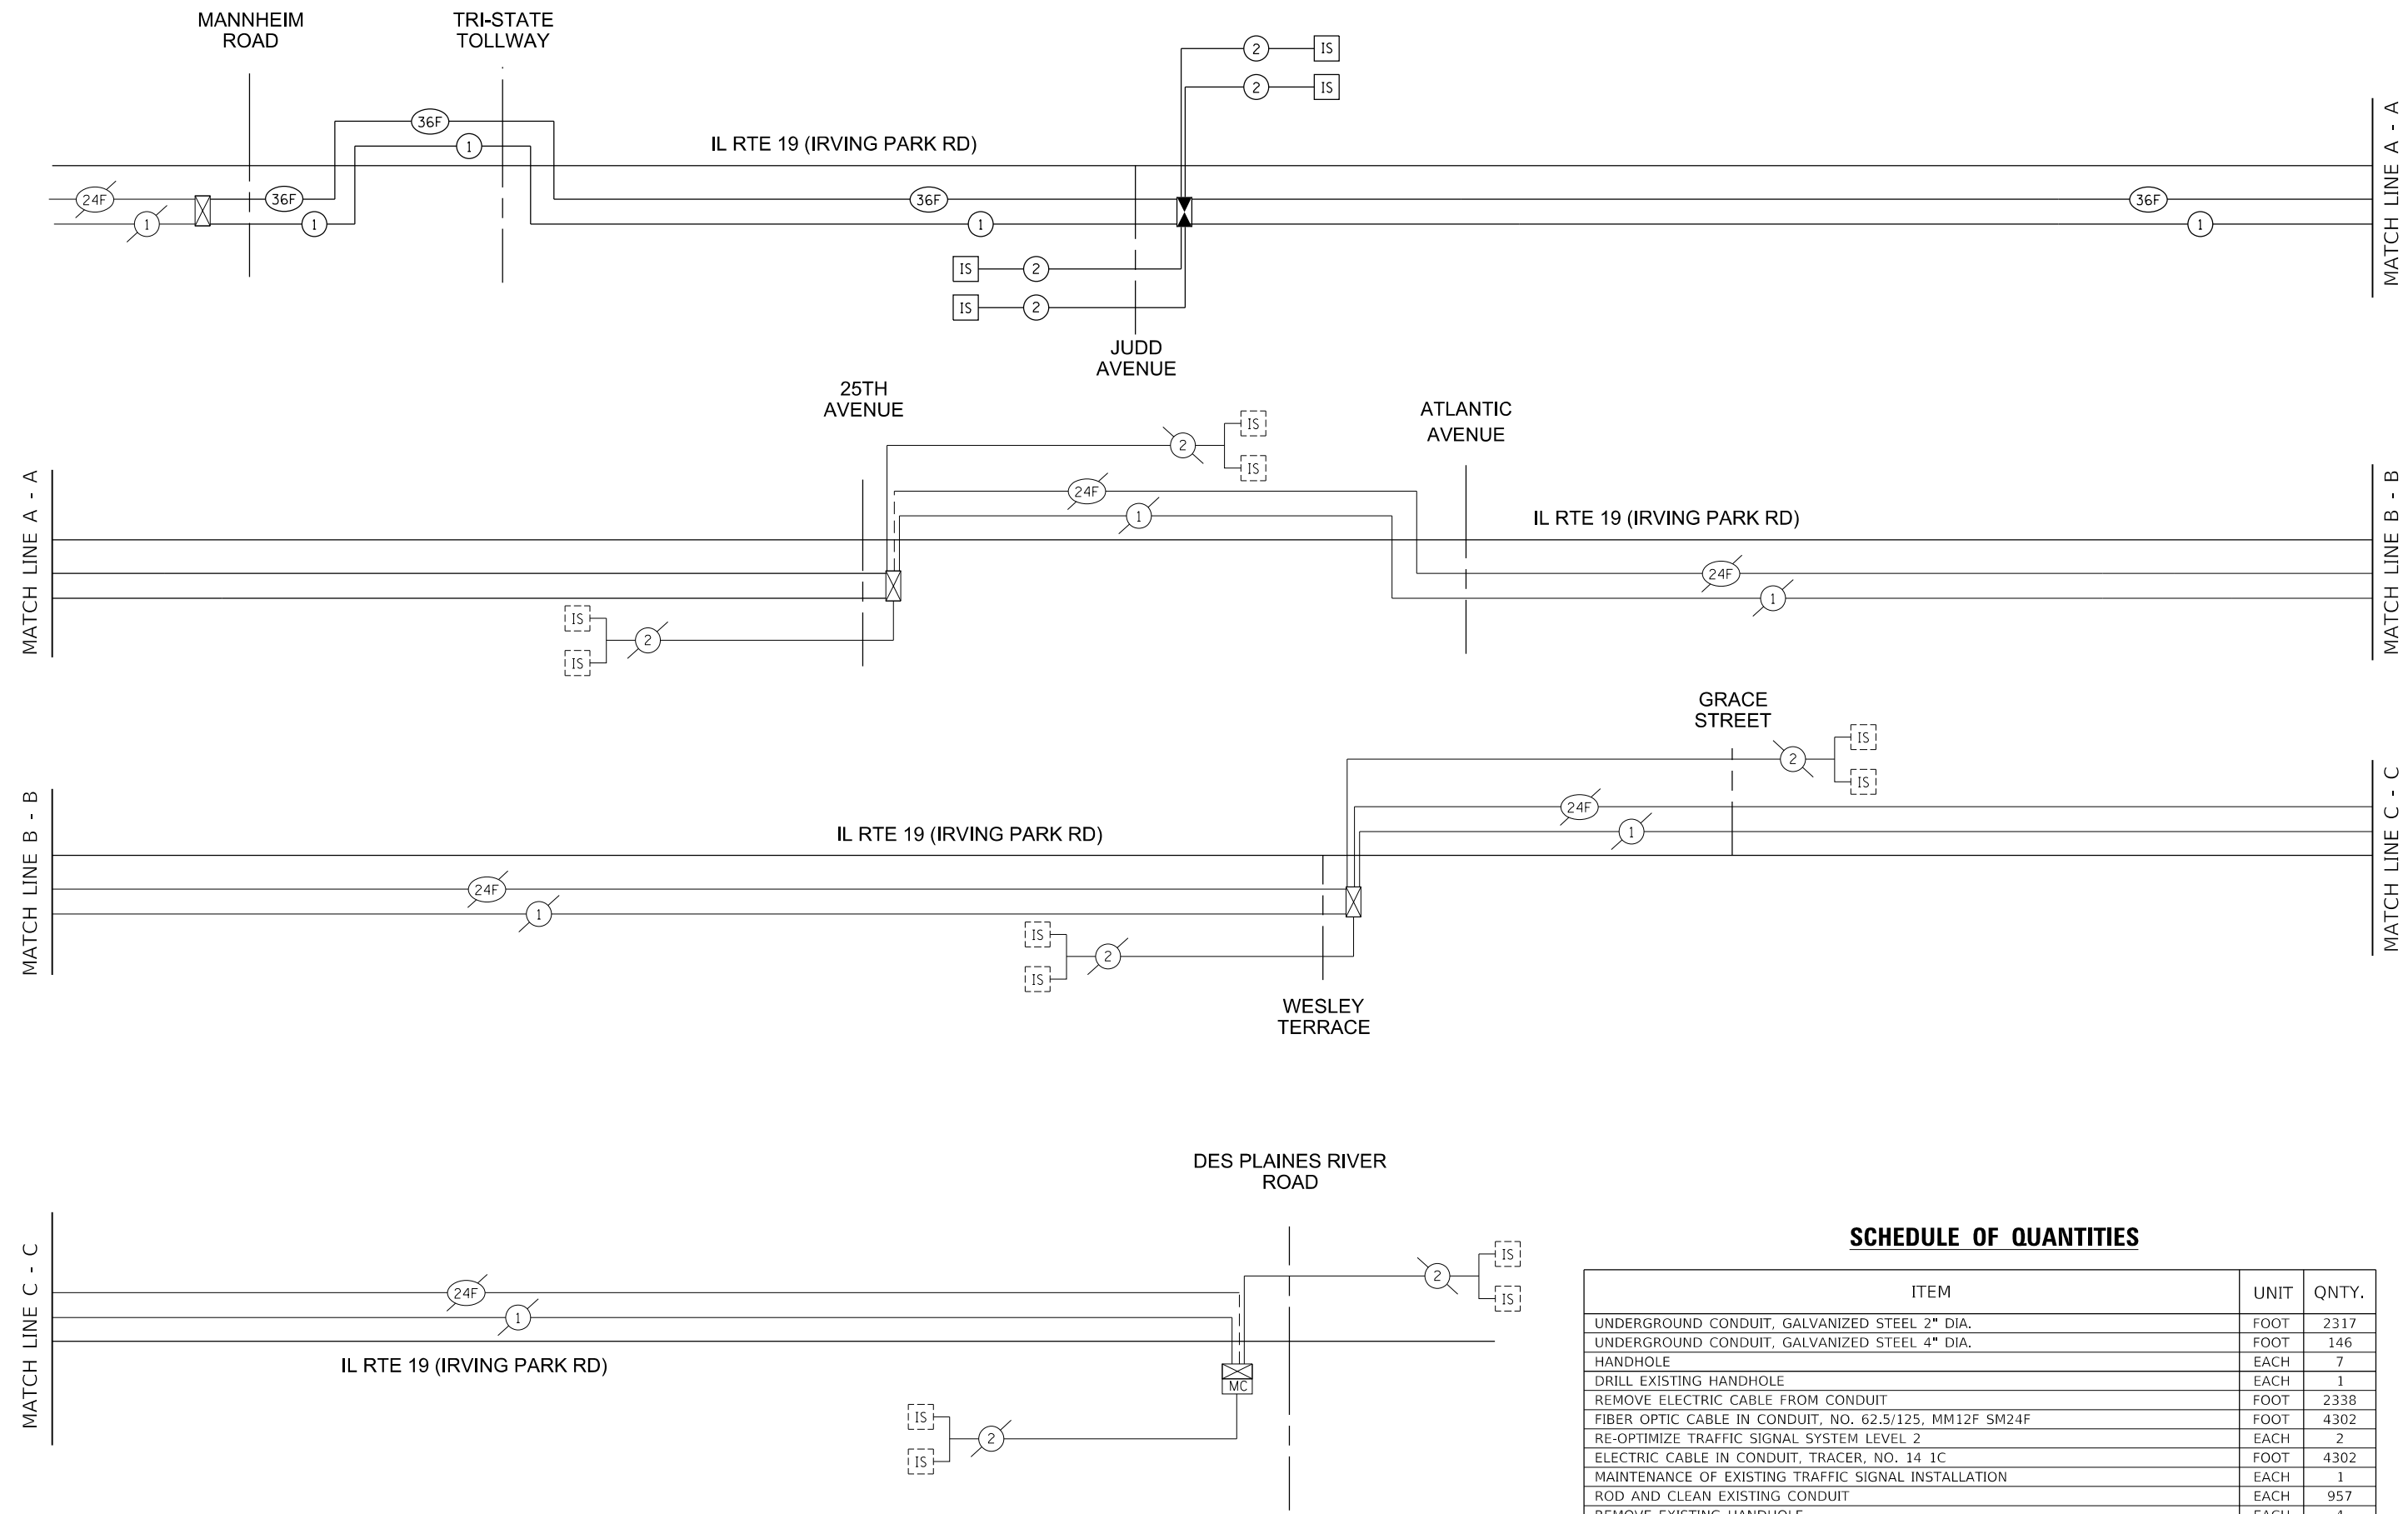 MANNHEIM
ROAD
TRI-STATE
TOLLWAY
2 IS
2 IS
36F
1
IL RTE 19 (IRVING PARK RD)
24F 36F 36F 36F
1 1 1 1
IS 2
IS 2
JUDD
AVENUE
MATCH LINE A - A
25TH
AVENUE
ATLANTIC
AVENUE
MATCH LINE A - A
2 IS
IS
24F
1
IL RTE 19 (IRVING PARK RD)
24F
1
IS 2
IS
MATCH LINE B - B
GRACE
STREET
MATCH LINE B - B
2 IS
IS
24F
1
IL RTE 19 (IRVING PARK RD)
24F
1
IS 2
IS
WESLEY
TERRACE
MATCH LINE C - C
DES PLAINES RIVER
ROAD
MATCH LINE C - C
2 IS
IS
24F
1
IL RTE 19 (IRVING PARK RD)
MC
IS 2
IS
SCHEDULE OF QUANTITIES
ITEM UNIT QNTY.
UNDERGROUND CONDUIT, GALVANIZED STEEL 2" DIA. FOOT 2317
UNDERGROUND CONDUIT, GALVANIZED STEEL 4" DIA. FOOT 146
HANDHOLE EACH 7
DRILL EXISTING HANDHOLE EACH 1
REMOVE ELECTRIC CABLE FROM CONDUIT FOOT 2338
FIBER OPTIC CABLE IN CONDUIT, NO. 62.5/125, MM12F SM24F FOOT 4302
RE-OPTIMIZE TRAFFIC SIGNAL SYSTEM LEVEL 2 EACH 2
ELECTRIC CABLE IN CONDUIT, TRACER, NO. 14 1C FOOT 4302
MAINTENANCE OF EXISTING TRAFFIC SIGNAL INSTALLATION EACH 1
ROD AND CLEAN EXISTING CONDUIT EACH 957
REMOVE EXISTING HANDHOLE EACH 4